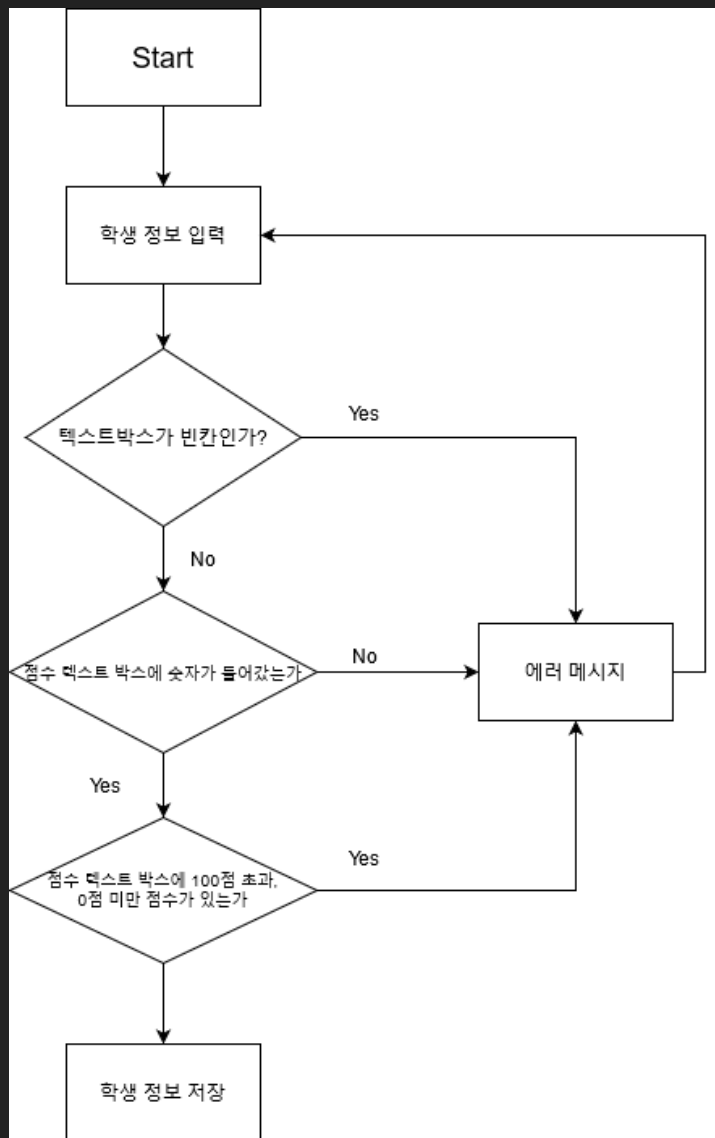 Start
학생 정보 입력
텍스트박스가 빈칸인가?
Yes
No
점수 텍스트 박스에 숫자가 들어갔는가
No
에러 메시지
Yes
점수 텍스트 박스에 100점 초과,
0점 미만 점수가 있는가
Yes
학생 정보 저장